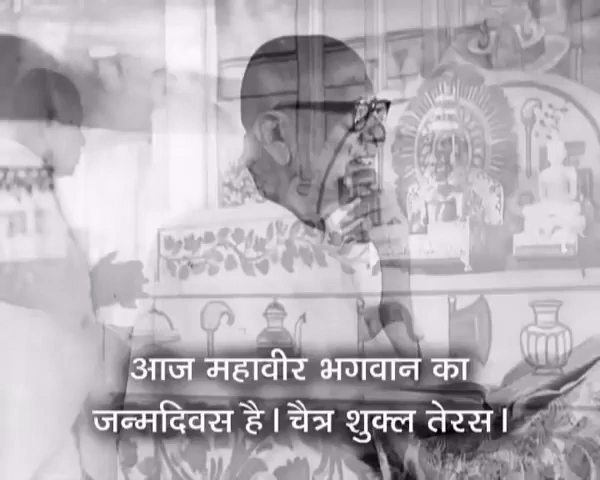 आज महावीर भगवान का
जन्मदिवस है। चैत्र शुक्ल तेरस।